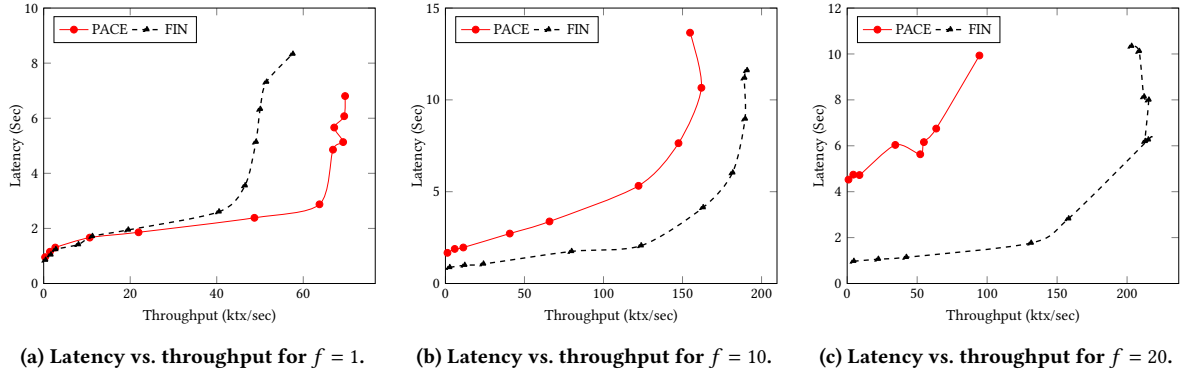 10
8
6
4
2
0
Latency (Sec)
PACE FIN
0 20 40 60
Throughput (ktx/sec)
(a) Latency vs. throughput for f = 1.
15
10
5
0
Latency (Sec)
PACE FIN
0 50 100 150 200
Throughput (ktx/sec)
(b) Latency vs. throughput for f = 10.
12
10
8
6
4
2
0
Latency (Sec)
PACE FIN
0 50 100 150 200
Throughput (ktx/sec)
(c) Latency vs. throughput for f = 20.